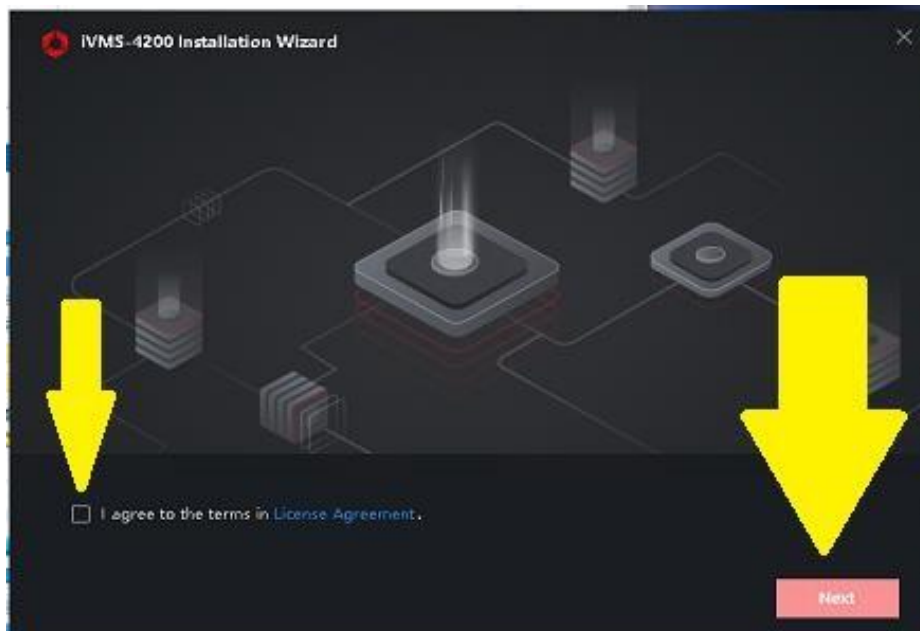 iVMS-4200 Installation Wizard
I agree to the terms in License Agreement.
Next